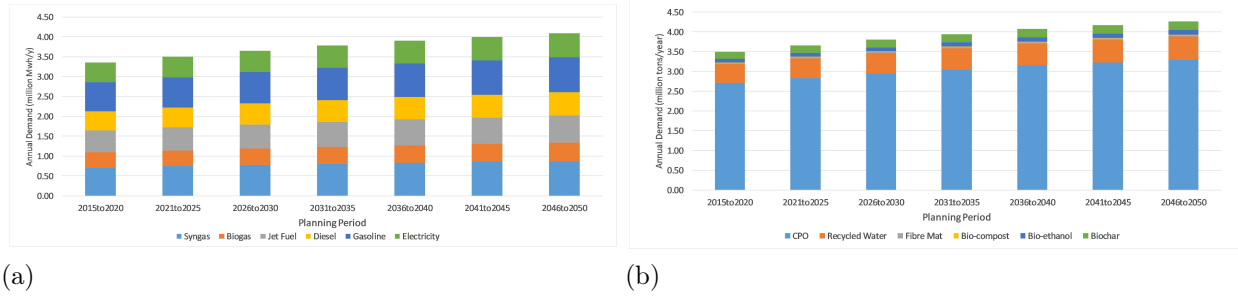 4.50
4.00
3.50
3.00
2.50
2.00
1.50
1.00
0.50
0.00
Annual Demand (million Mwh/y)
2015to2020 2021to2025 2026to2030 2031to2035 2036to2040 2041to2045 2046to2050
Planning Period
Syngas Biogas Jet Fuel Diesel Gasoline Electricity
(a)
4.50
4.00
3.50
3.00
2.50
2.00
1.50
1.00
0.50
0.00
Annual Demand (million tons/year)
2015to2020 2021to2025 2026to2030 2031to2035 2036to2040 2041to2045 2046to2050
Planning Period
CPO Recycled Water Fibre Mat Bio-compost Bio-ethanol Biochar
(b)